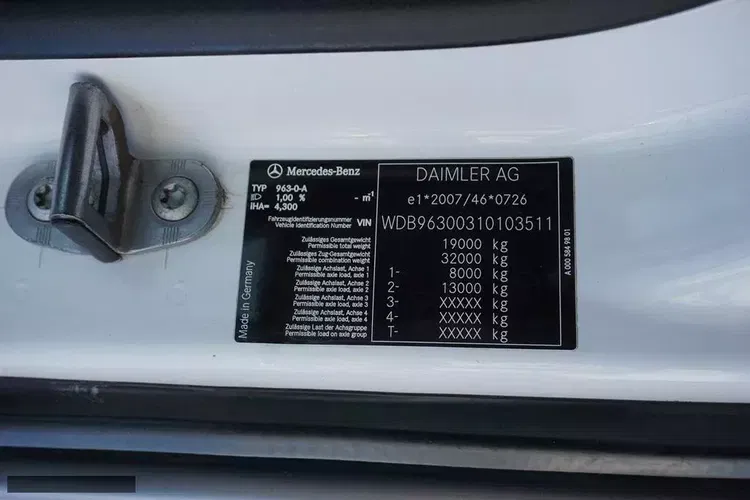 Mercedes-Benz
TYP 963-0-A
1,00 % - m-1
iHA= 4,300
Fahrzeugidentifizierungsnummer
Vehicle Identification Number VIN
DAIMLER AG
e1*2007/46*0726
WDB96300310103511
Zulässiges Gesamtgewicht
Permissible total weight 19000 kg
Zulässiges Zug-Gesamtgewicht
Permissible combination weight 32000 kg
Zulässige Achslast, Achse 1
Permissible axle load, axle 1 1- 8000 kg
Zulässige Achslast, Achse 2
Permissible axle load, axle 2 2- 13000 kg
Zulässige Achslast, Achse 3
Permissible axle load, axle 3 3- XXXXX kg
Zulässige Achslast, Achse 4
Permissible axle load, axle 4 4- XXXXX kg
Zulässige Last der Achsgruppe
Permissible load on axle group T- XXXXX kg
Made in Germany
A 000 584 98 01